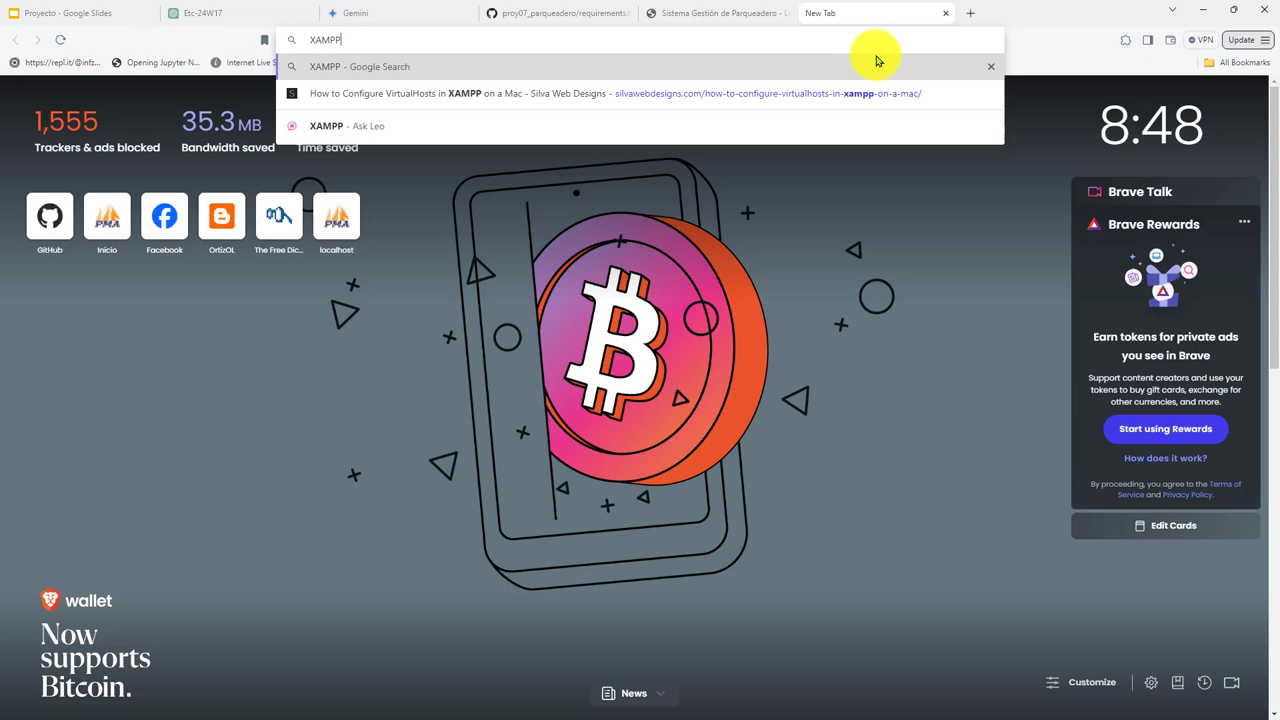 Proyecto - Google Slides
Etc-24W17
Gemini
proy07_parqueadero/requirements.t
Sistema Gestión de Parqueadero - Lo
New Tab
XAMPP
VPN
Update
https://repl.it/@infz...
Opening Jupyter N...
Internet Live S
All Bookmarks
XAMPP - Google Search
How to Configure VirtualHosts in XAMPP on a Mac - Silva Web Designs - silvawebdesigns.com/how-to-configure-virtualhosts-in-xampp-on-a-mac/
XAMPP - Ask Leo
1,555
Trackers & ads blocked
35.3 MB
Bandwidth saved
Time saved
8:48
GitHub
PMA
Inicio
Facebook
OrtizOL
The Free Dic...
PMA
localhost
Brave Talk
Brave Rewards
Earn tokens for private ads
you see in Brave
Support content creators and use your
tokens to buy gift cards, exchange for
other currencies, and more.
Start using Rewards
How does it work?
By proceeding, you agree to the Terms of
Service and Privacy Policy.
Edit Cards
wallet
Now
supports
Bitcoin.
News
Customize